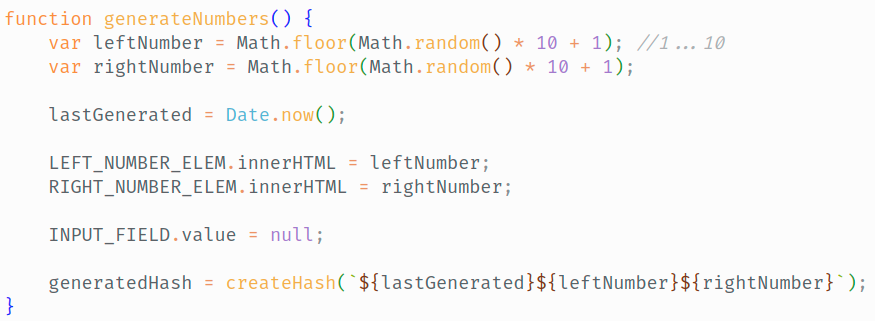 function generateNumbers() {
    var leftNumber = Math.floor(Math.random() * 10 + 1); //1...10
    var rightNumber = Math.floor(Math.random() * 10 + 1);

    lastGenerated = Date.now();

    LEFT_NUMBER_ELEM.innerHTML = leftNumber;
    RIGHT_NUMBER_ELEM.innerHTML = rightNumber;

    INPUT_FIELD.value = null;

    generatedHash = createHash(`${lastGenerated}${leftNumber}${rightNumber}`);
}